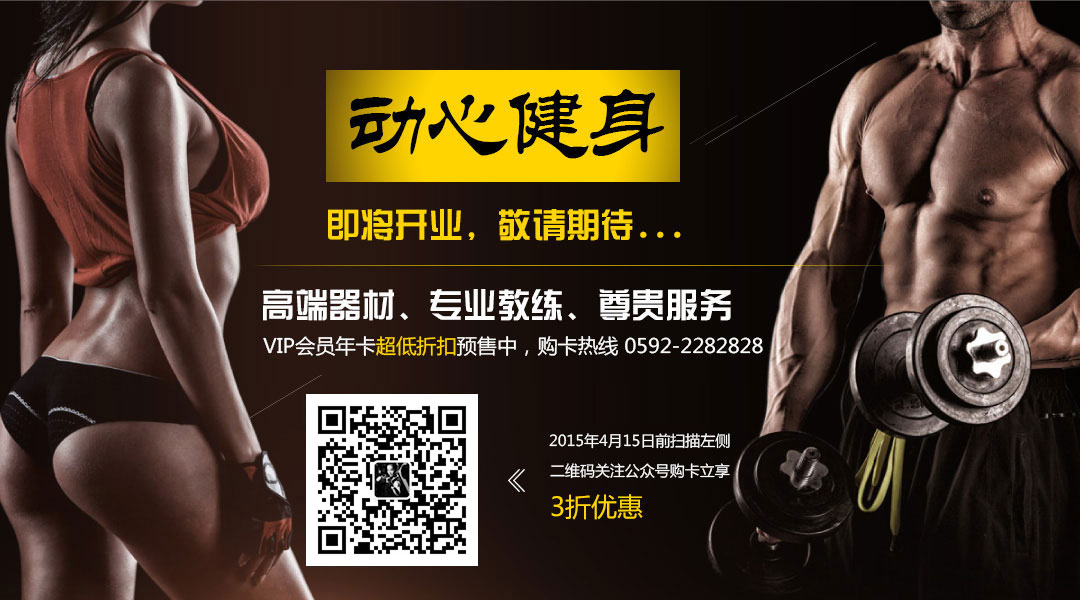 动心健身
即将开业，敬请期待...
高端器材、专业教练、尊贵服务
VIP会员年卡超低折扣预售中，购卡热线 0592-2282828
2015年4月15日前扫描左侧
二维码关注公众号购卡立享
3折优惠